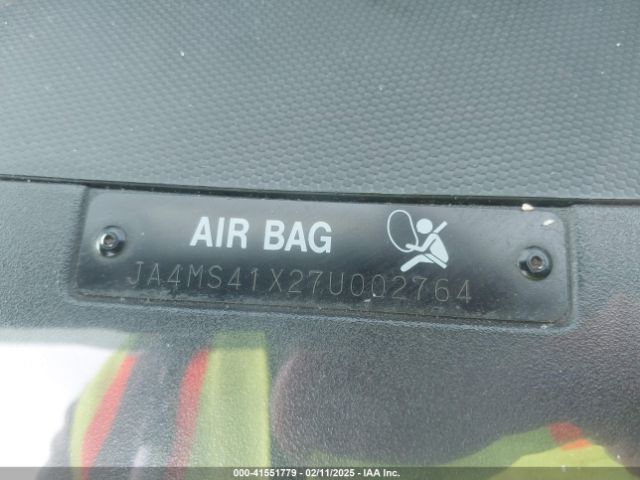 AIR BAG
JA4MS41X27U002764
000-41551779 - 02/11/2025 - IAA Inc.